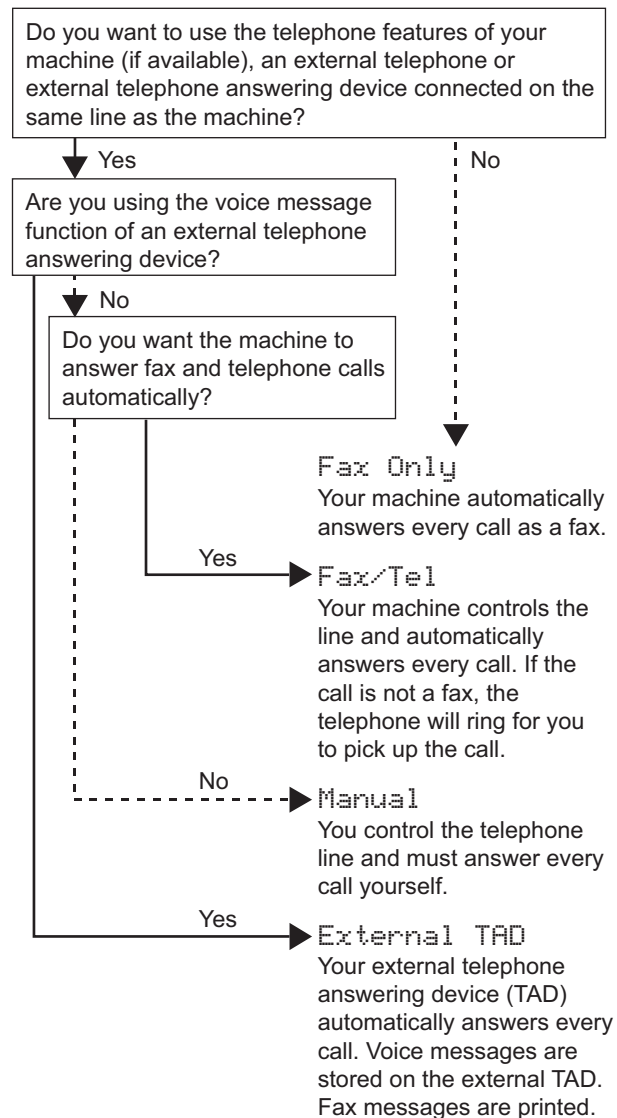 Do you want to use the telephone features of your
machine (if available), an external telephone or
external telephone answering device connected on the
same line as the machine?
Yes
No
Are you using the voice message
function of an external telephone
answering device?
No
Do you want the machine to
answer fax and telephone calls
automatically?
Fax Only
Your machine automatically
answers every call as a fax.
Yes
Fax/Tel
Your machine controls the
line and automatically
answers every call. If the
call is not a fax, the
telephone will ring for you
to pick up the call.
No
Manual
You control the telephone
line and must answer every
call yourself.
Yes
External TAD
Your external telephone
answering device (TAD)
automatically answers every
call. Voice messages are
stored on the external TAD.
Fax messages are printed.